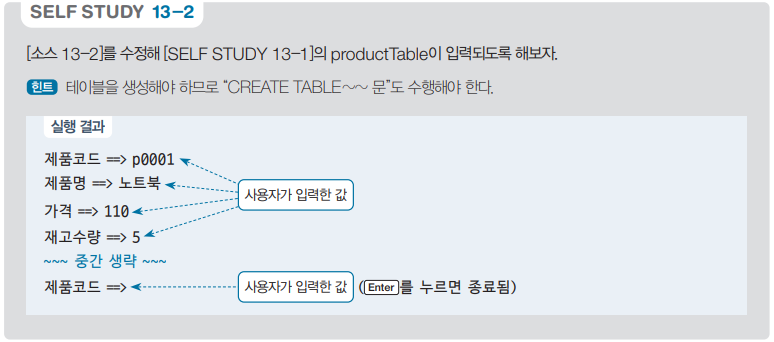 SELF STUDY 13-2
[소스 13-2]를 수정해 [SELF STUDY 13-1]의 productTable이 입력되도록 해보자.
힌트 테이블을 생성해야 하므로 “CREATE TABLE~~ 문”도 수행해야 한다.
실행 결과
제품코드 ==> p0001
제품명 ==> 노트북
가격 ==> 110
사용자가 입력한 값
재고수량 ==> 5
~~~ 중간 생략 ~~~
제품코드 ==> 사용자가 입력한 값 (Enter를 누르면 종료됨)